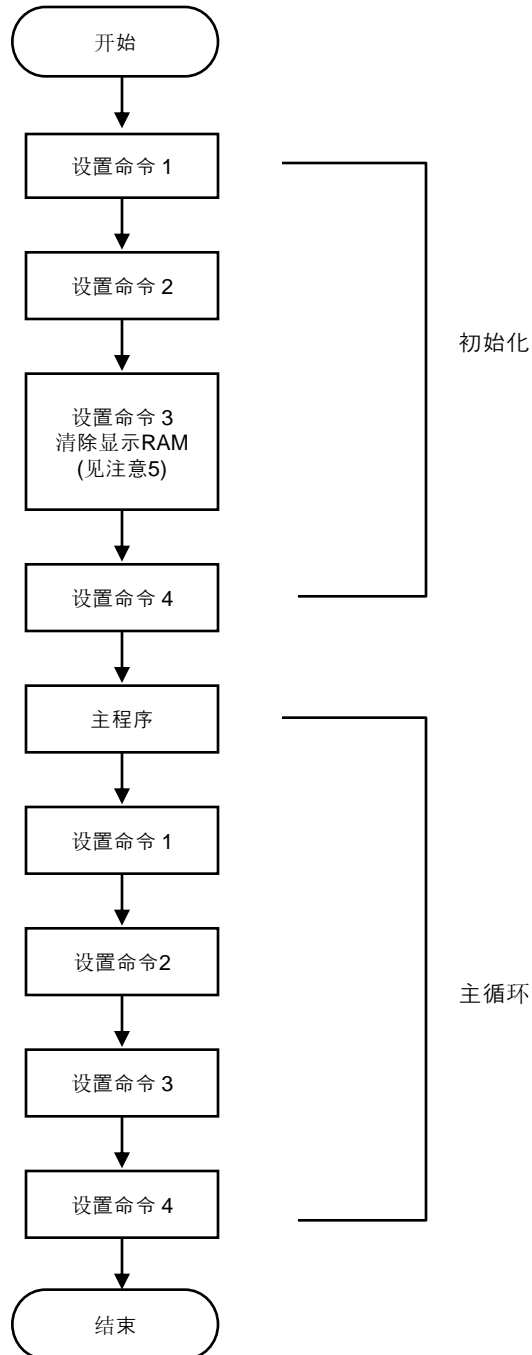 开始
设置命令 1
设置命令 2
设置命令 3
清除显示RAM
(见注意5)
设置命令 4
初始化
主程序
设置命令 1
设置命令2
设置命令 3
设置命令 4
主循环
结束